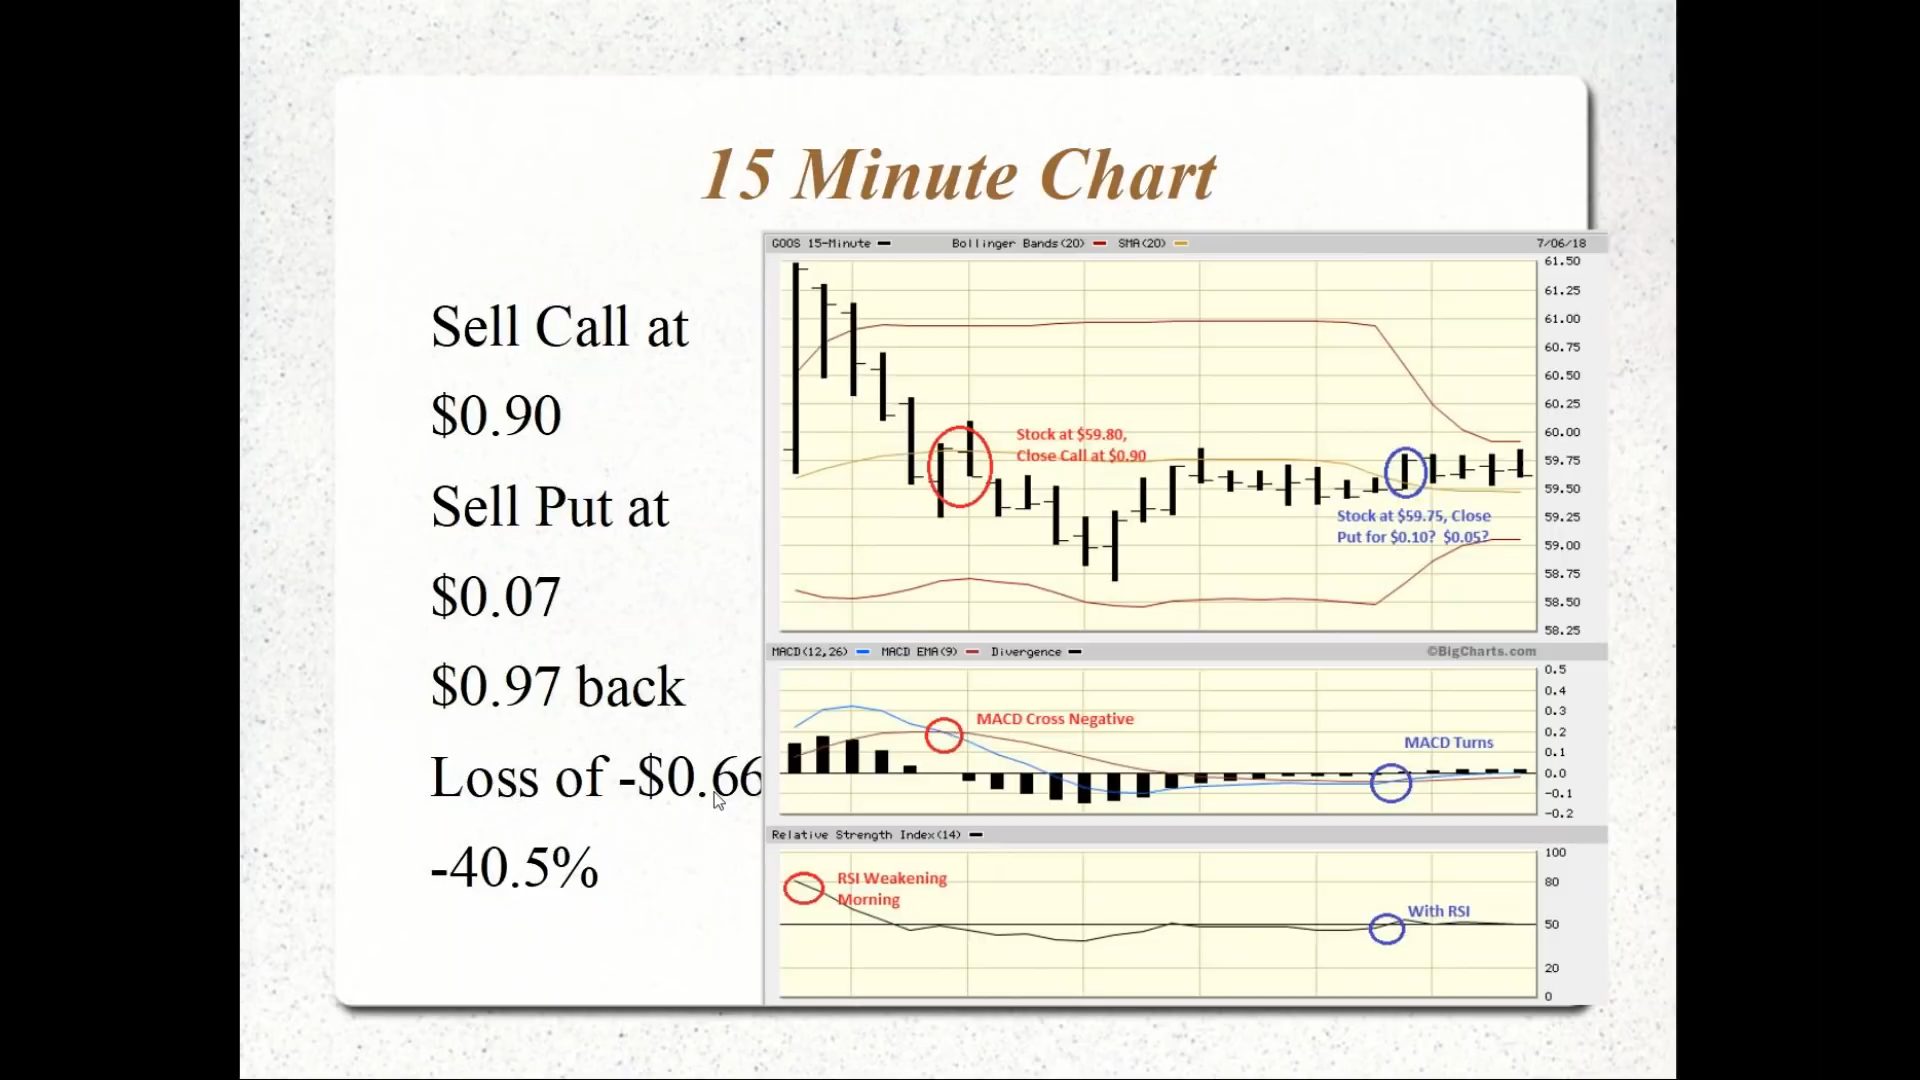 15 Minute Chart
Sell Call at
$0.90
Sell Put at
$0.07
$0.97 back
Loss of -$0.66
-40.5%
GOOS 15-Minute Bollinger Bands(20) SMA(20) 7/06/18
61.50
61.25
61.00
60.75
60.50
60.25
60.00
59.75
59.50
59.25
59.00
58.75
58.50
58.25
Stock at $59.80,
Close Call at $0.90
Stock at $59.75, Close
Put for $0.10? $0.05?
MACD(12,26) MACD EMA(9) Divergence ©BigCharts.com
0.5
0.4
0.3
0.2
0.1
0.0
-0.1
-0.2
MACD Cross Negative
MACD Turns
Relative Strength Index(14)
100
80
50
20
0
RSI Weakening
Morning
With RSI